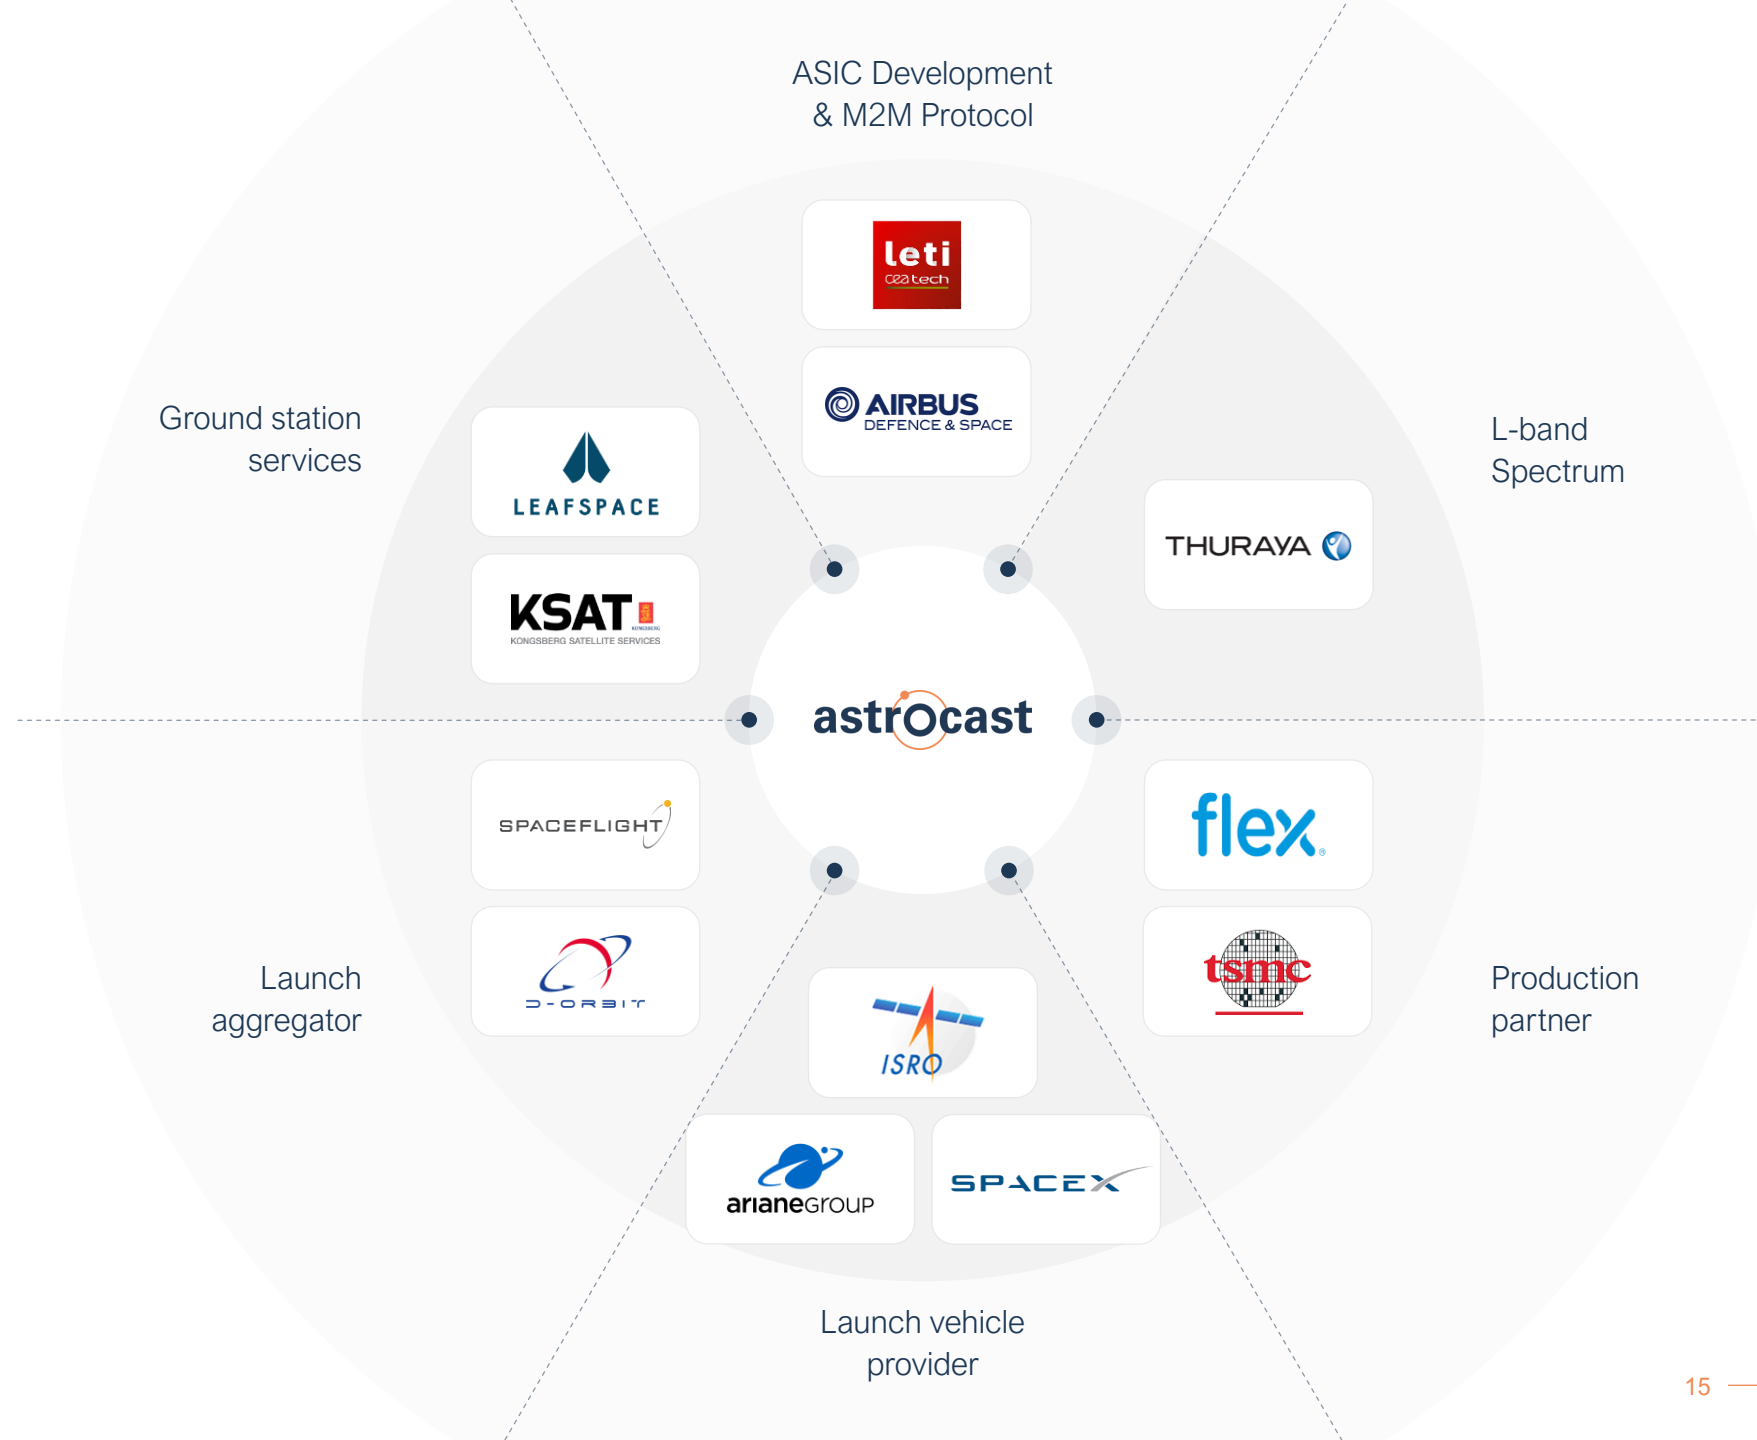 ASIC Development
& M2M Protocol
leti
cea tech
AIRBUS
DEFENCE & SPACE
Ground station
services
LEAFSPACE
KSAT
KONGSBERG
KONGSBERG SATELLITE SERVICES
L-band
Spectrum
THURAYA
astrocast
SPACEFLIGHT
D-ORBIT
Launch
aggregator
flex®
tsmc
Production
partner
ISRO
arianeGROUP
SPACEX
Launch vehicle
provider
15